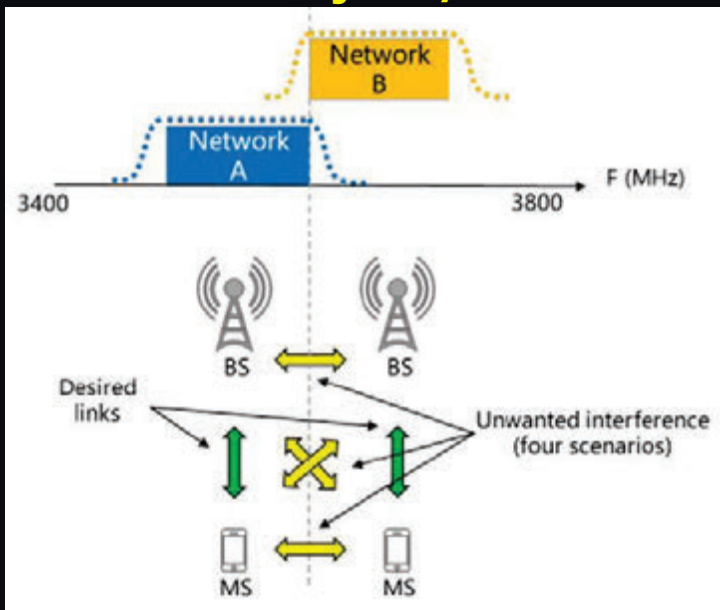 Network
B
Network
A
F (MHz)
3400
3800
BS
BS
Desired
links
Unwanted interference
(four scenarios)
MS
MS